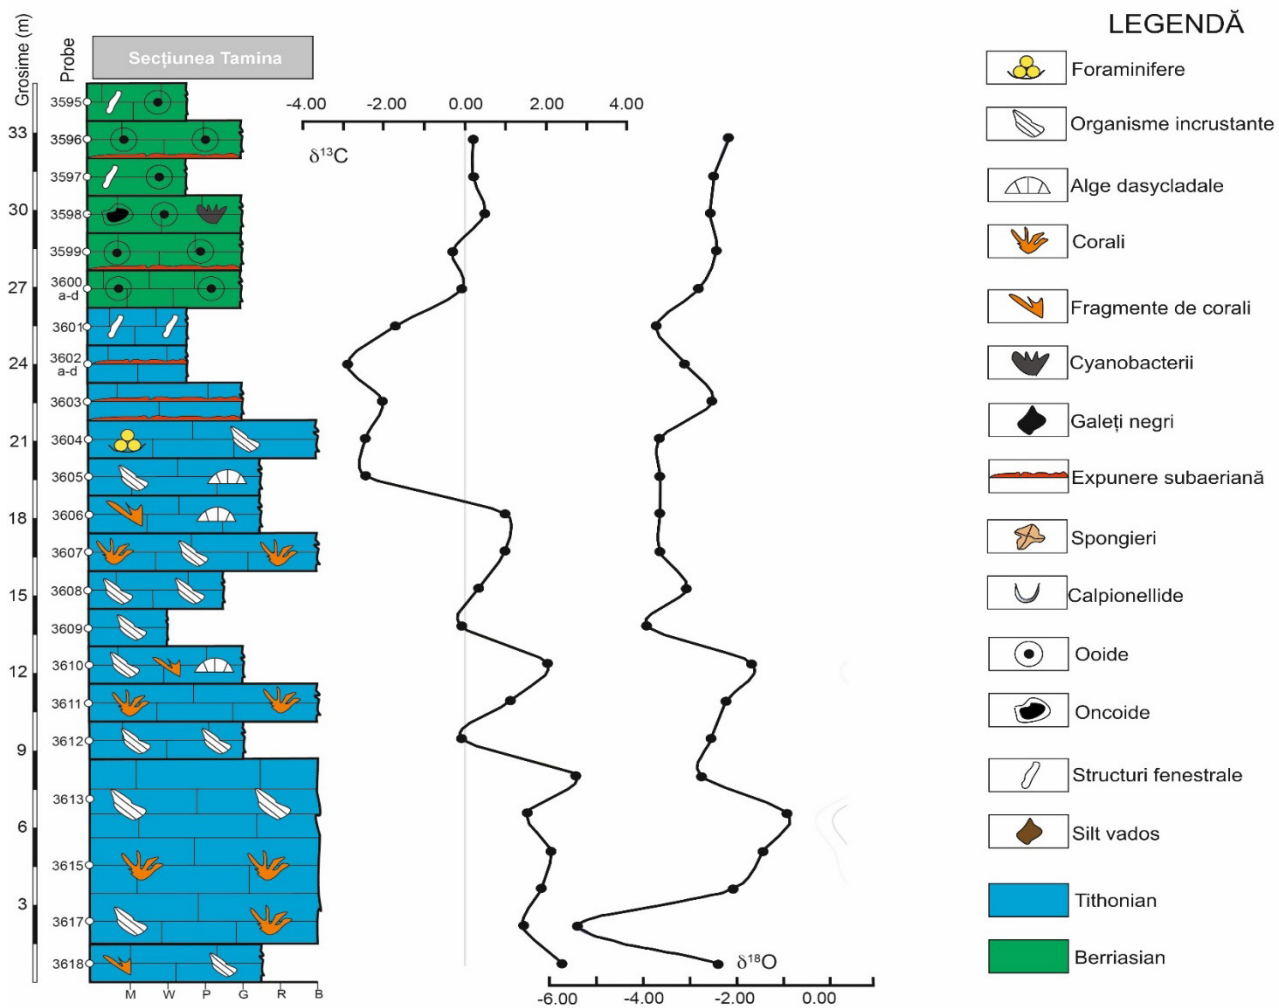 LEGENDĂ
Grosime (m)
Probe
Secțiunea Tamina
-4.00 -2.00 0.00 2.00 4.00
δ13C
33
30
27
24
21
18
15
12
9
6
3
3595
3596
3597
3598
3599
3600
a-d
3601
3602
a-d
3603
3604
3605
3606
3607
3608
3609
3610
3611
3612
3613
3615
3617
3618
M W P G R B
δ18O
-6.00 -4.00 -2.00 0.00
Foraminifere
Organisme incrustante
Alge dasycladale
Corali
Fragmente de corali
Cyanobacterii
Galeți negri
Expunere subaeriană
Spongieri
Calpionellide
Ooide
Oncoide
Structuri fenestrale
Silt vados
Tithonian
Berriasian